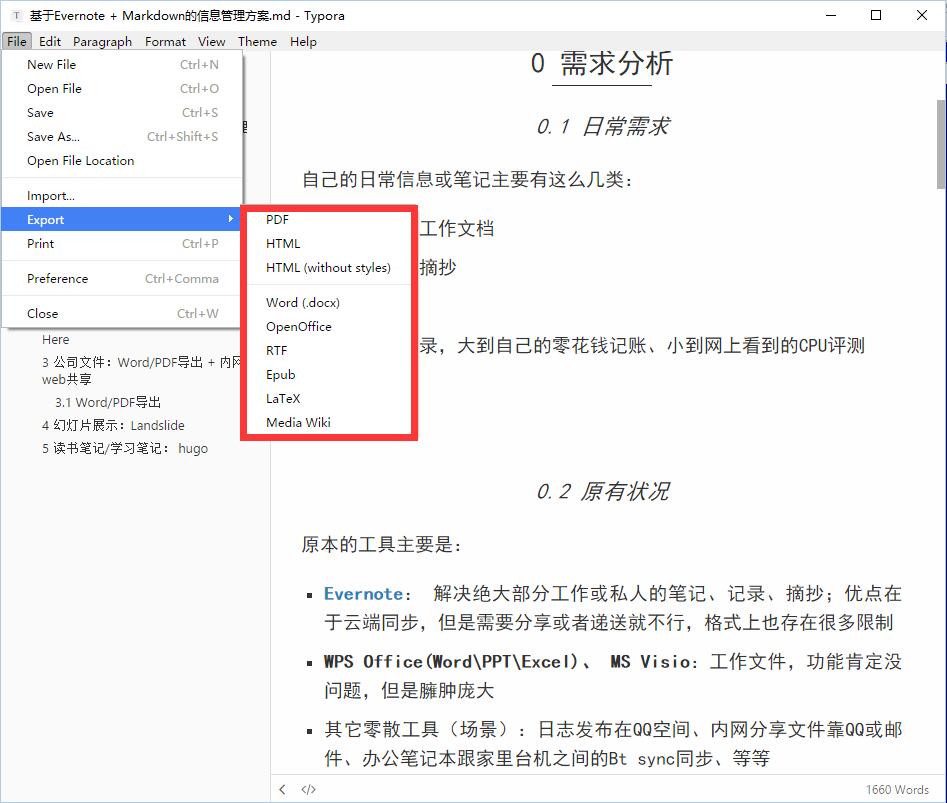 基于Evernote + Markdown的信息管理方案.md - Typora
File Edit Paragraph Format View Theme Help
New File Ctrl+N
Open File Ctrl+O
Save Ctrl+S
Save As... Ctrl+Shift+S
Open File Location
Import...
Export
Print Ctrl+P
Preference Ctrl+Comma
Close Ctrl+W
PDF
HTML
HTML (without styles)
Word (.docx)
OpenOffice
RTF
Epub
LaTeX
Media Wiki
理
Here
3 公司文件：Word/PDF导出 + 内网
web共享
3.1 Word/PDF导出
4 幻灯片展示：Landslide
5 读书笔记/学习笔记： hugo
0 需求分析
0.1 日常需求
自己的日常信息或笔记主要有这么几类：
工作文档
摘抄
录，大到自己的零花钱记账、小到网上看到的CPU评测
0.2 原有状况
原本的工具主要是：
▪ Evernote： 解决绝大部分工作或私人的笔记、记录、摘抄；优点在
于云端同步，但是需要分享或者递送就不行，格式上也存在很多限制
▪ WPS Office(Word\PPT\Excel)、 MS Visio：工作文件，功能肯定没
问题，但是臃肿庞大
▪ 其它零散工具（场景）：日志发布在QQ空间、内网分享文件靠QQ或邮
件、办公笔记本跟家里台机之间的Bt sync同步、等等
</> 1660 Words